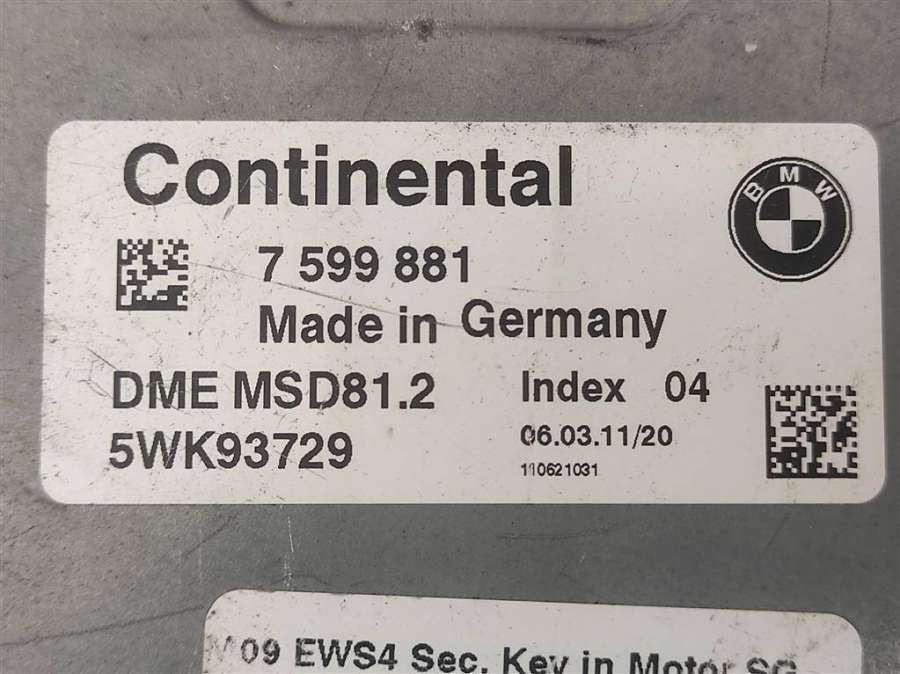 Continental
BMW
7 599 881
Made in Germany
DME MSD81.2
Index 04
5WK93729
06.03.11/20
110621031
09 EWS4 Sec. Key in Motor SG